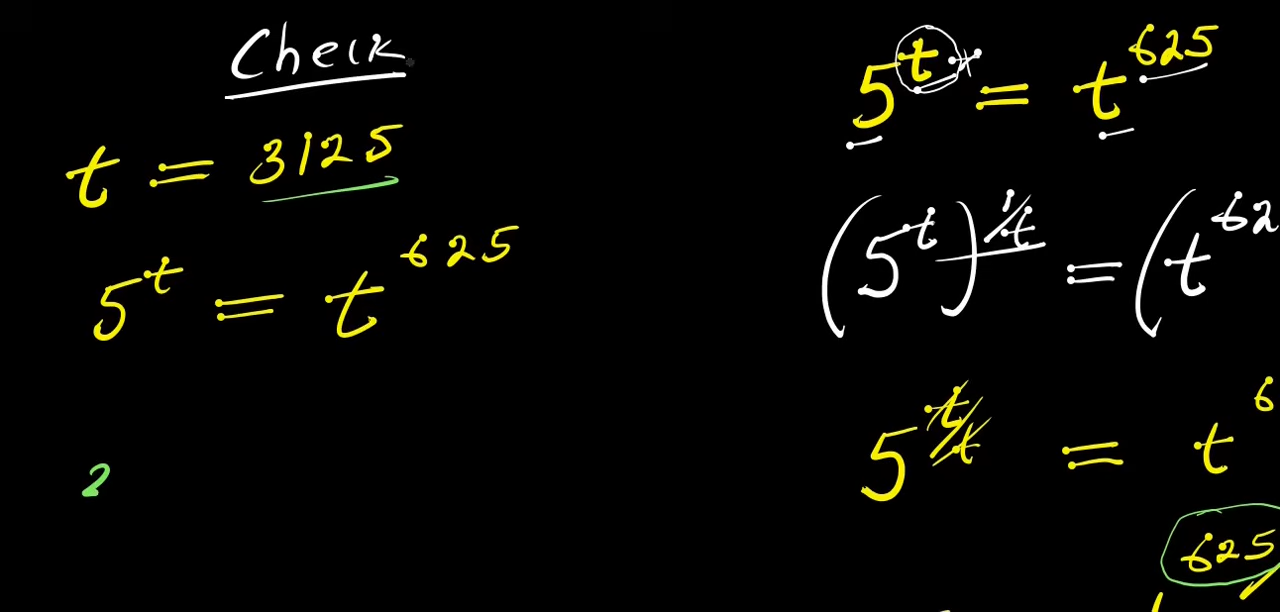 Check
t = 3125
5^t = t^625
2
5^t = t^625
(5^t)^1/t = (t^62
5^t/t = t^6
625